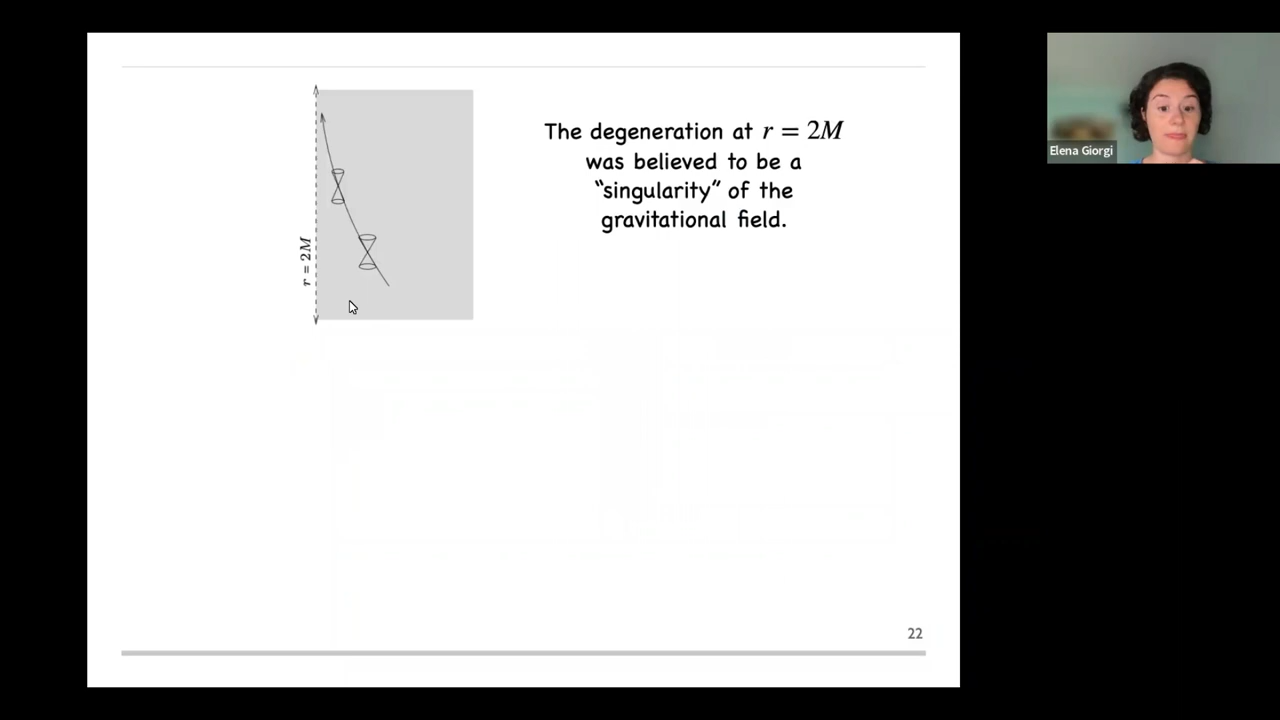 r = 2M
The degeneration at r = 2M
was believed to be a
“singularity” of the
gravitational field.
22
Elena Giorgi